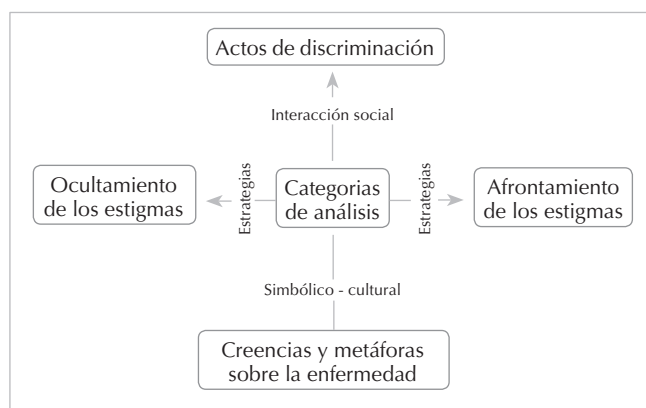 Actos de discriminación
Interacción social
Ocultamiento
de los estigmas
Estrategias
Categorias
de análisis
Estrategias
Afrontamiento
de los estigmas
Simbólico - cultural
Creencias y metáforas
sobre la enfermedad